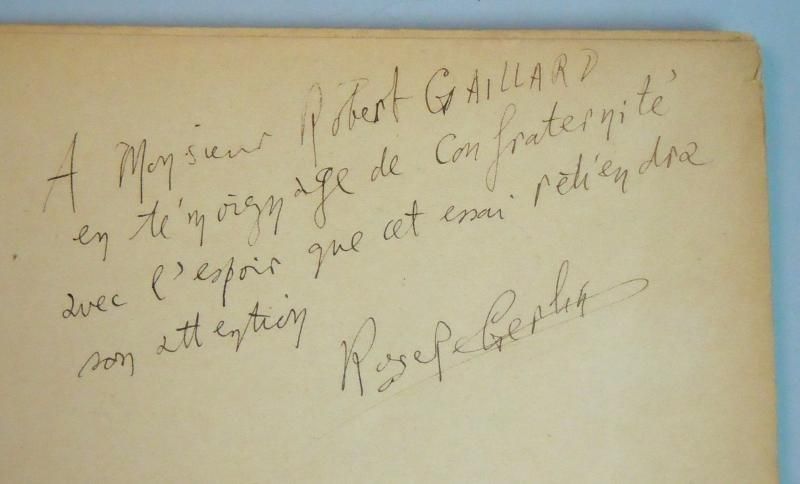 A Monsieur Robert GAILLARD
en témoignage de confraternité
avec l'espoir que cet essai retiendra
son attention